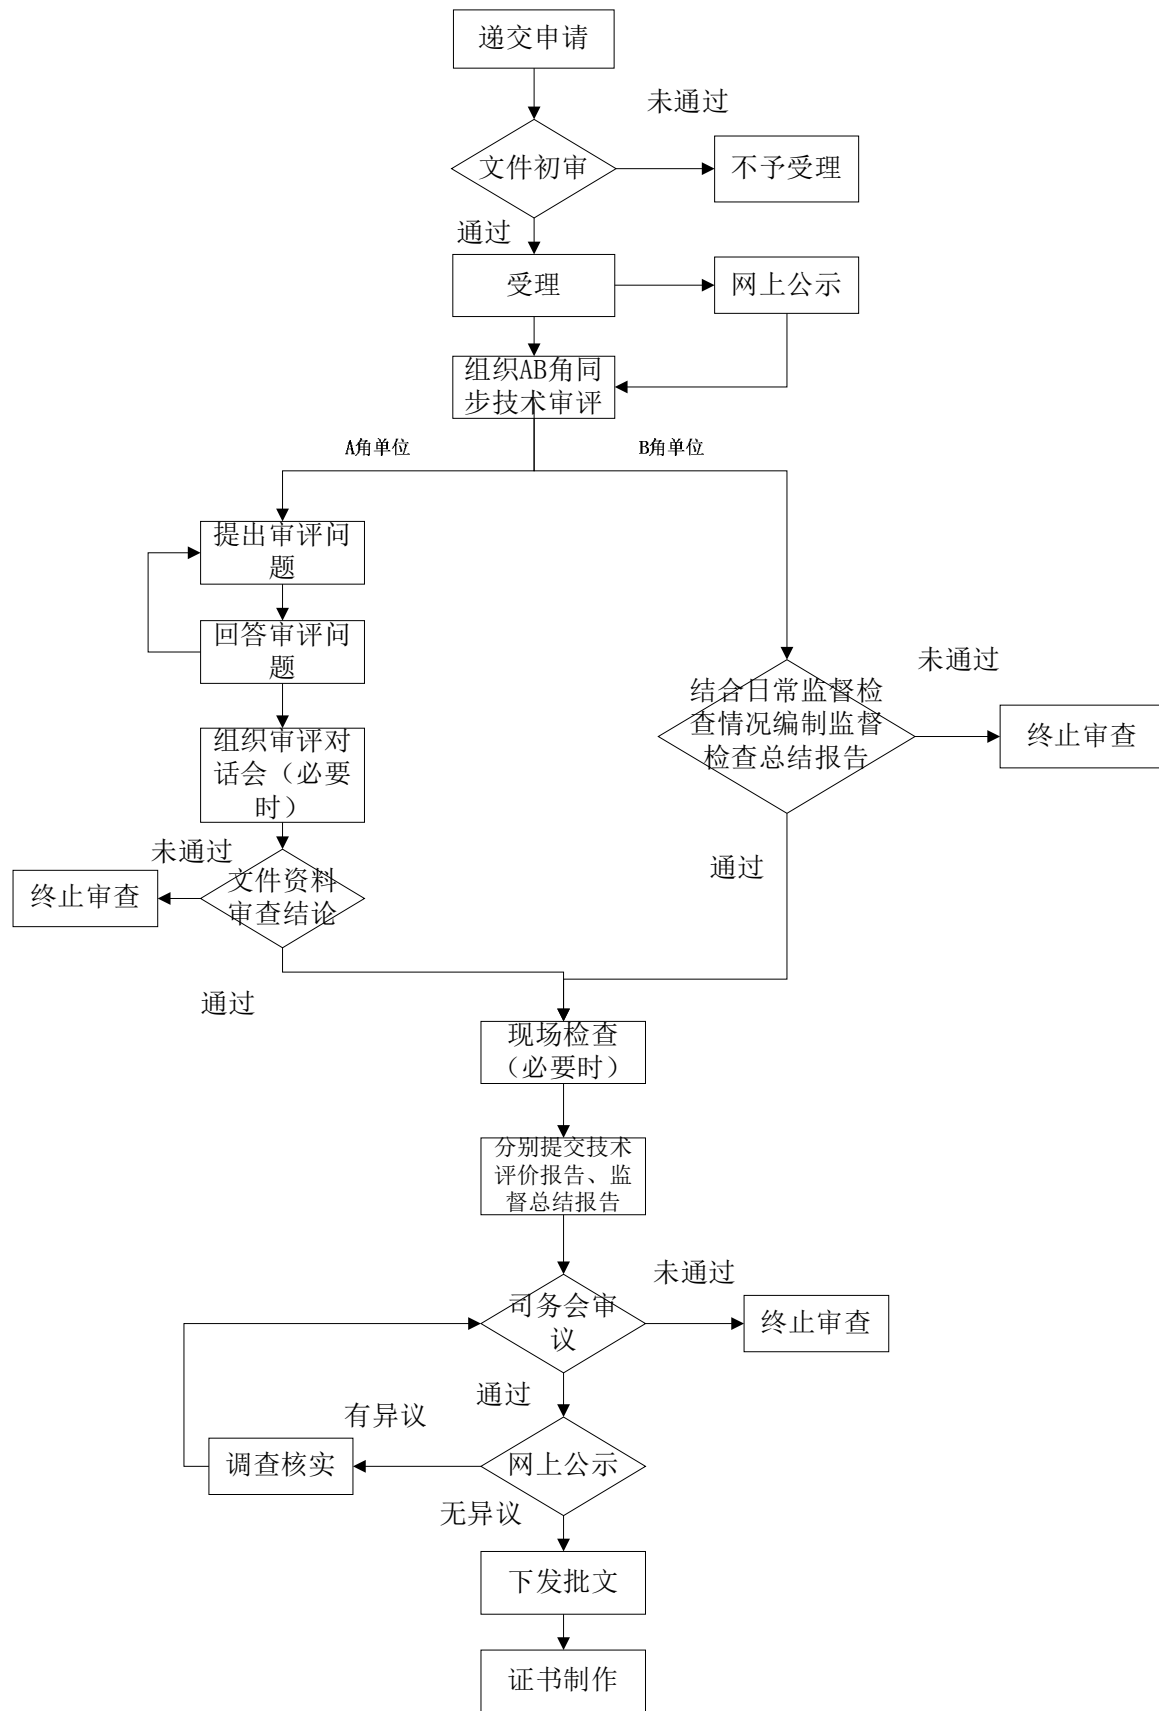 递交申请
未通过
文件初审
不予受理
通过
受理
网上公示
组织AB角同
步技术审评
A角单位
B角单位
提出审评问
题
回答审评问
题
组织审评对
话会（必要
时）
未通过
文件资料
审查结论
终止审查
通过
结合日常监督检
查情况编制监督
检查总结报告
未通过
终止审查
通过
现场检查
（必要时）
分别提交技术
评价报告、监
督总结报告
司务会审
议
未通过
终止审查
通过
有异议
调查核实
网上公示
无异议
下发批文
证书制作